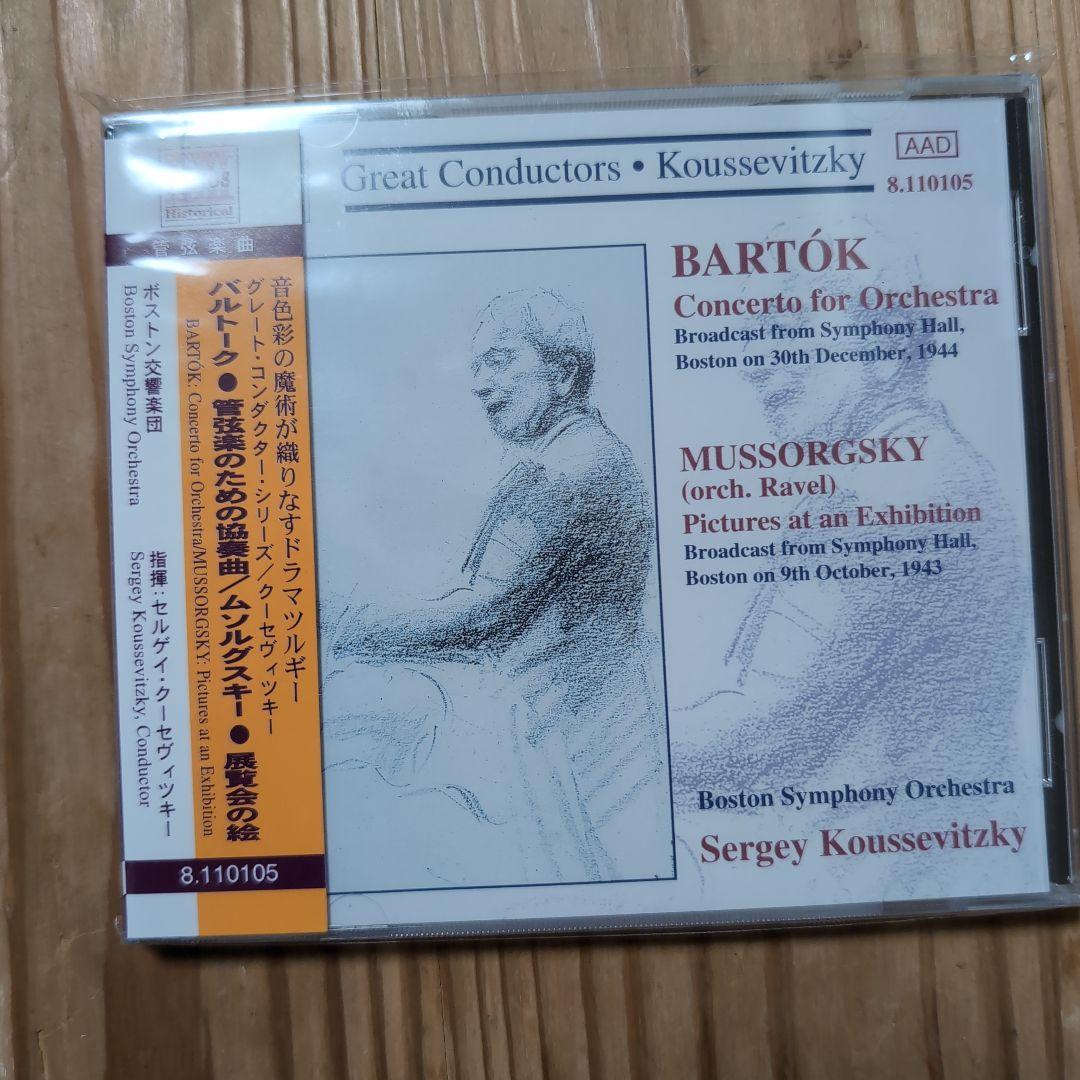 Historical
管弦楽曲
音色彩の魔術が織りなすドラマツルギー
グレート・コンダクター・シリーズ/クーセヴィツキー
バルトーク●管弦楽のための協奏曲/ムソルグスキー●展覧会の絵
BARTÓK: Concerto for Orchestra/MUSSORGSKY: Pictures at an Exhibition
ボストン交響楽団
Boston Symphony Orchestra
指揮:セルゲイ・クーセヴィツキー
Sergey Koussevitzky, Conductor
8.110105
Great Conductors • Koussevitzky
AAD
8.110105
BARTÓK
Concerto for Orchestra
Broadcast from Symphony Hall,
Boston on 30th December, 1944
MUSSORGSKY
(orch. Ravel)
Pictures at an Exhibition
Broadcast from Symphony Hall,
Boston on 9th October, 1943
Boston Symphony Orchestra
Sergey Koussevitzky